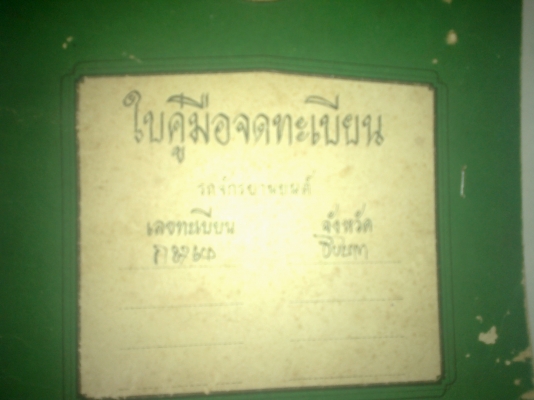 ใบคู่มือจดทะเบียน
รถจักรยานยนต์
เลขทะเบียน จังหวัด